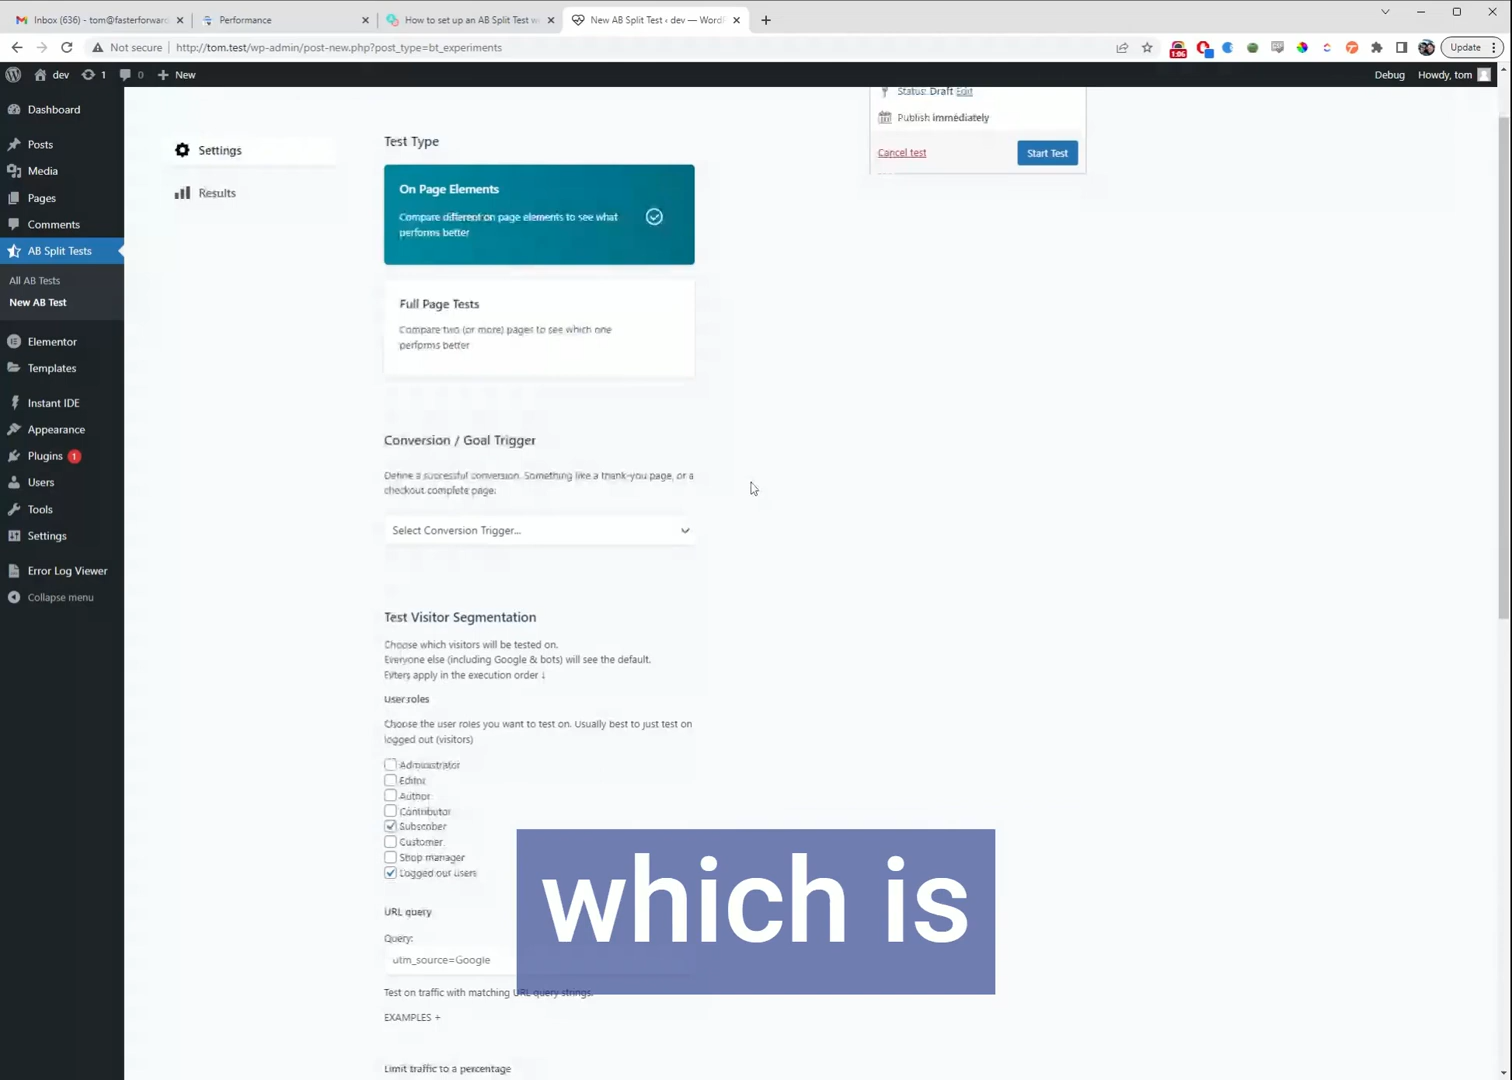 Inbox (636) - tom@fasterforward
Performance
How to set up an AB Split Test w
New AB Split Test ‹ dev — Word
Not secure
http://tom.test/wp-admin/post-new.php?post_type=bt_experiments
1:06
Update
dev
1
0
New
Debug
Howdy, tom
Dashboard
Posts
Media
Pages
Comments
AB Split Tests
All AB Tests
New AB Test
Elementor
Templates
Instant IDE
Appearance
Plugins 1
Users
Tools
Settings
Error Log Viewer
Collapse menu
Settings
Results
Status: Draft Edit
Publish immediately
Cancel test
Start Test
Test Type
On Page Elements
Compare different on page elements to see what
performs better
Full Page Tests
Compare two (or more) pages to see which one
performs better
Conversion / Goal Trigger
Define a successful conversion. Something like a thank-you page, or a
checkout complete page.
Select Conversion Trigger...
Test Visitor Segmentation
Choose which visitors will be tested on.
Everyone else (including Google & bots) will see the default.
Filters apply in the execution order ↓
User roles
Choose the user roles you want to test on. Usually best to just test on
logged out (visitors)
Administrator
Editor
Author
Contributor
Subscriber
Customer
Shop manager
Logged out users
which is
URL query
Query:
utm_source=Google
Test on traffic with matching URL query strings.
EXAMPLES +
Limit traffic to a percentage